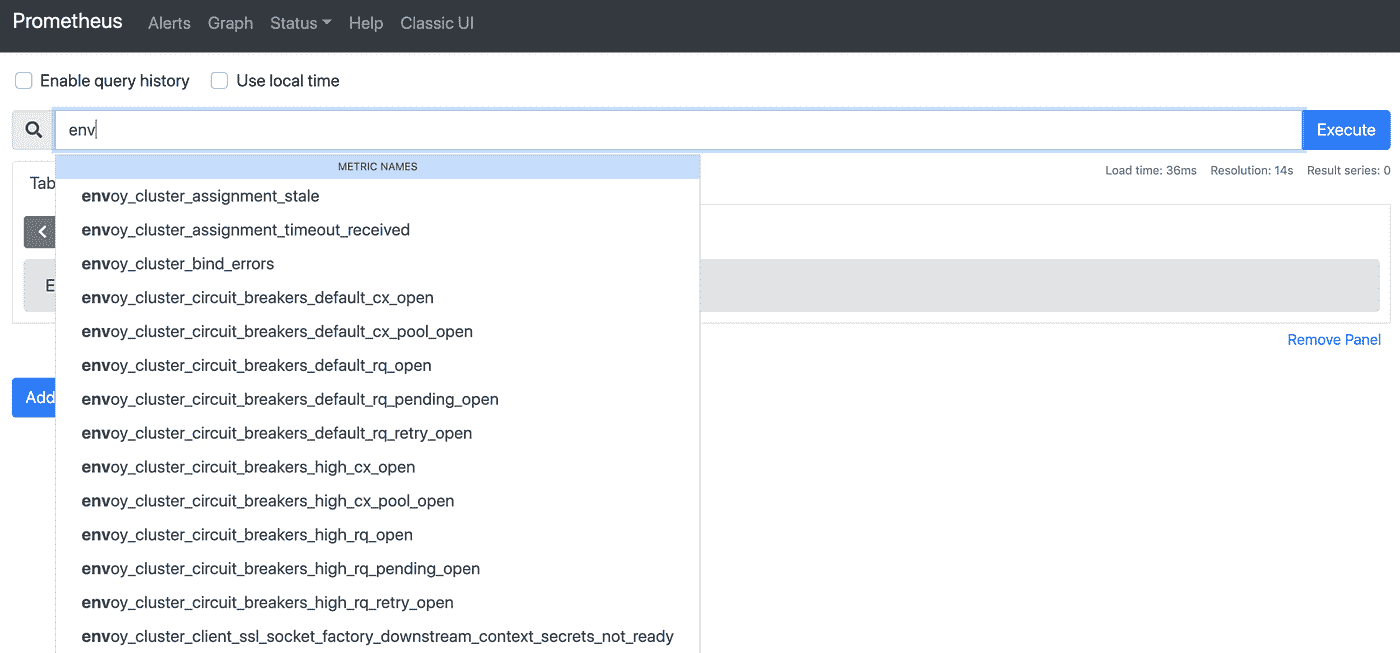 Prometheus Alerts Graph Status Help Classic UI
Enable query history Use local time
env Execute
METRIC NAMES
Load time: 36ms Resolution: 14s Result series: 0
Tab
envoy_cluster_assignment_stale
envoy_cluster_assignment_timeout_received
envoy_cluster_bind_errors
E
envoy_cluster_circuit_breakers_default_cx_open
envoy_cluster_circuit_breakers_default_cx_pool_open
Remove Panel
envoy_cluster_circuit_breakers_default_rq_open
Add
envoy_cluster_circuit_breakers_default_rq_pending_open
envoy_cluster_circuit_breakers_default_rq_retry_open
envoy_cluster_circuit_breakers_high_cx_open
envoy_cluster_circuit_breakers_high_cx_pool_open
envoy_cluster_circuit_breakers_high_rq_open
envoy_cluster_circuit_breakers_high_rq_pending_open
envoy_cluster_circuit_breakers_high_rq_retry_open
envoy_cluster_client_ssl_socket_factory_downstream_context_secrets_not_ready